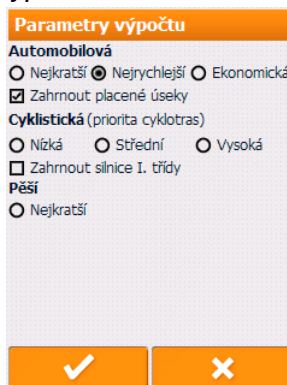 Parametry výpočtu
Automobilová
Nejkratší Nejrychlejší Ekonomická
Zahrnout placené úseky
Cyklistická (priorita cyklotras)
Nízká Střední Vysoká
Zahrnout silnice I. třídy
Pěší
Nejkratší